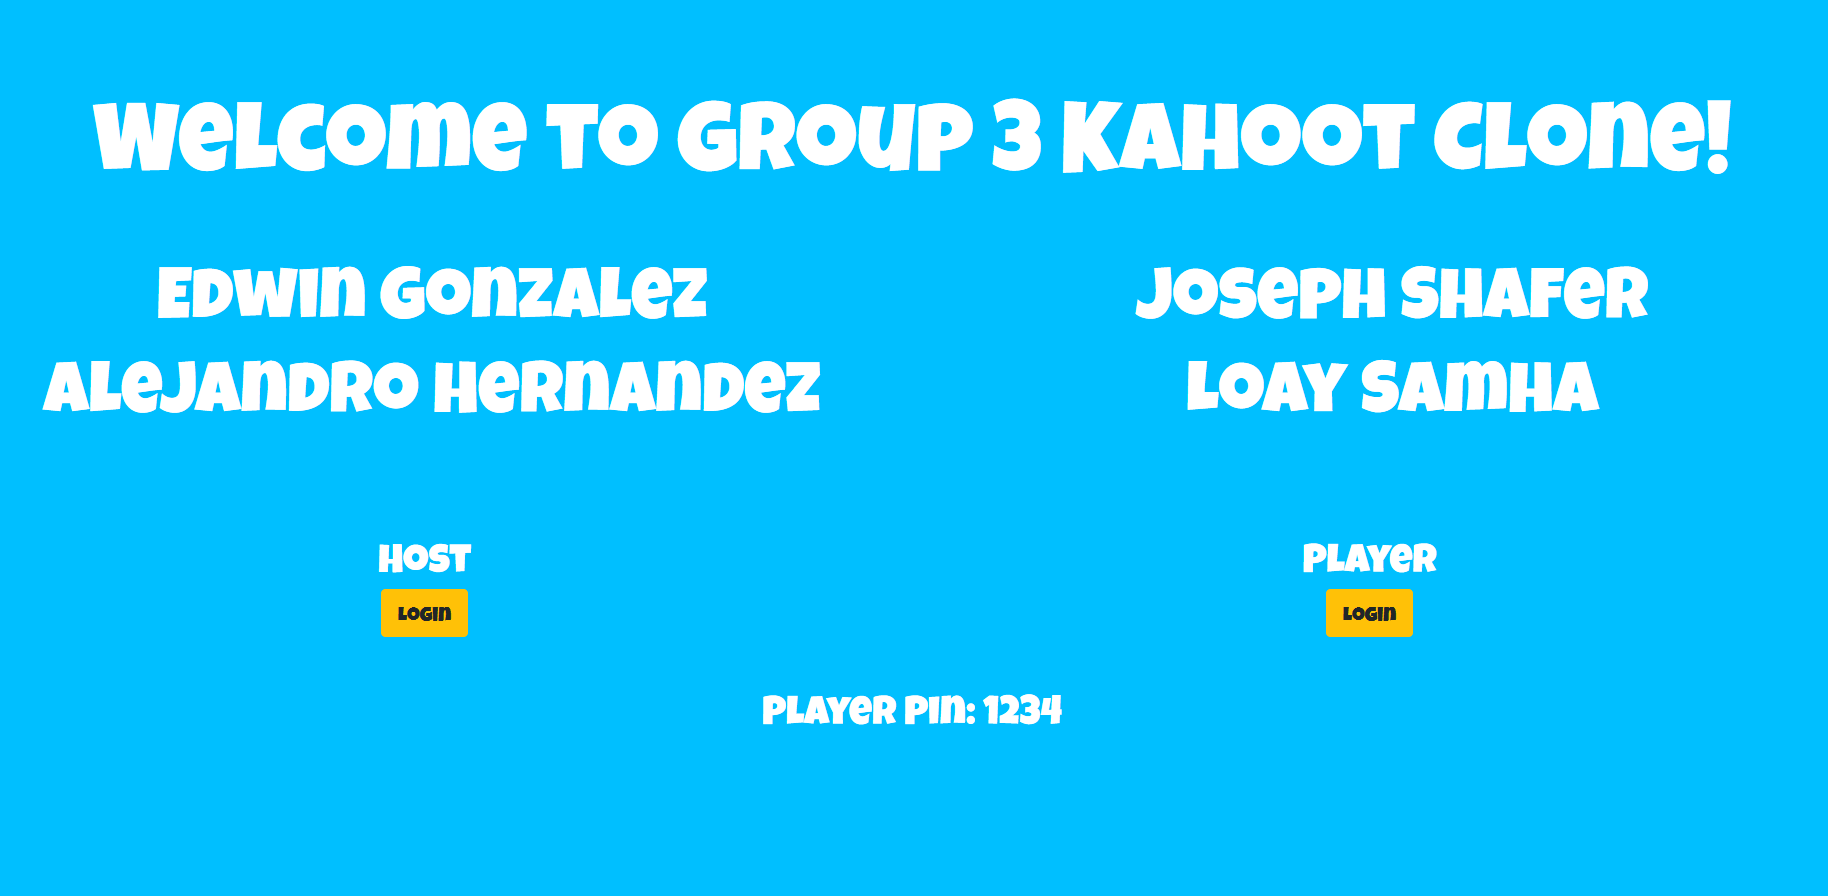 Welcome to Group 3 Kahoot Clone!
Edwin Gonzalez
Joseph Shafer
Alejandro Hernandez
Loay Samha
Host
Player
Login
Login
Player Pin: 1234